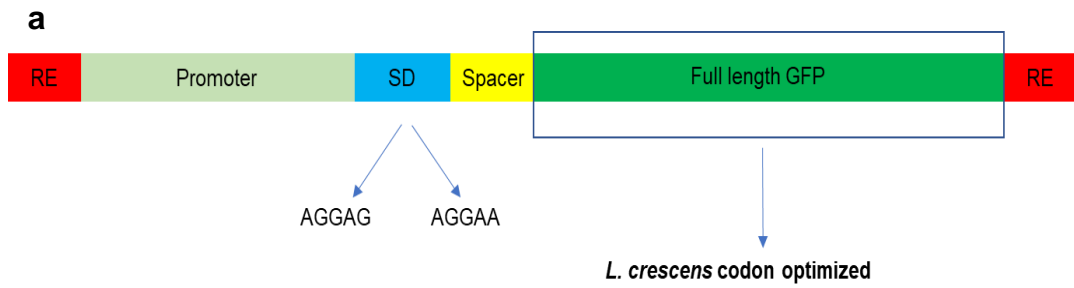 a
RE Promoter SD Spacer Full length GFP RE
AGGAG AGGAA
L. crescens codon optimized